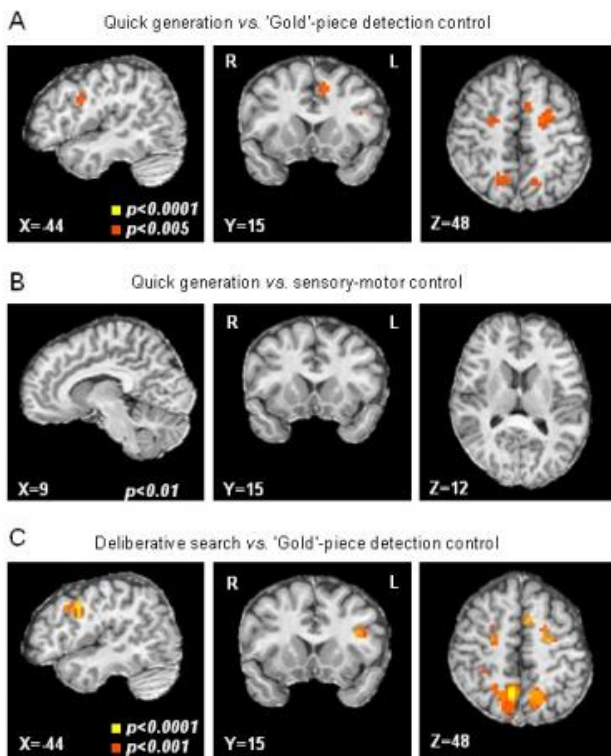 A
Quick generation vs. 'Gold'-piece detection control
R L
p<0.0001
p<0.005
X=-44 Y=15 Z=48
B
Quick generation vs. sensory-motor control
R L
X=9 p<0.01 Y=15 Z=12
C
Deliberative search vs. 'Gold'-piece detection control
R L
p<0.0001
p<0.001
X=-44 Y=15 Z=48